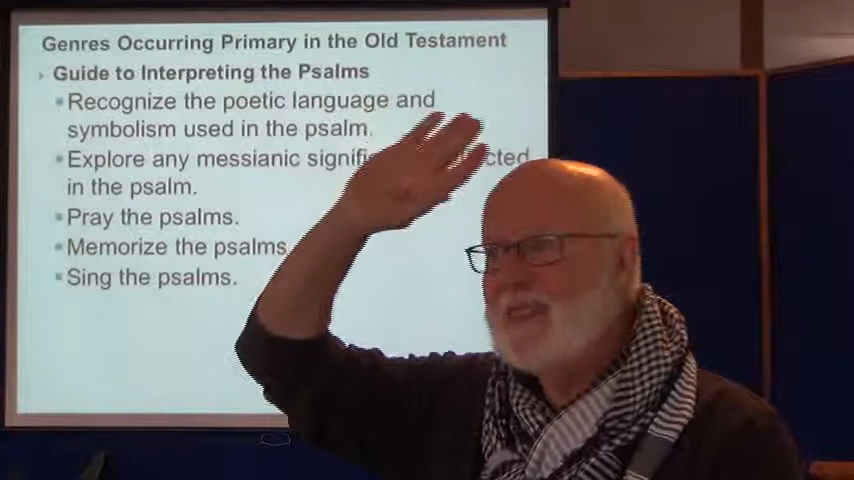 Genres Occurring Primary in the Old Testament
Guide to Interpreting the Psalms
Recognize the poetic language and
symbolism used in the psalm.
Explore any messianic
in the psalm.
Pray the psalms.
Memorize the psalms
Sing the psalms.